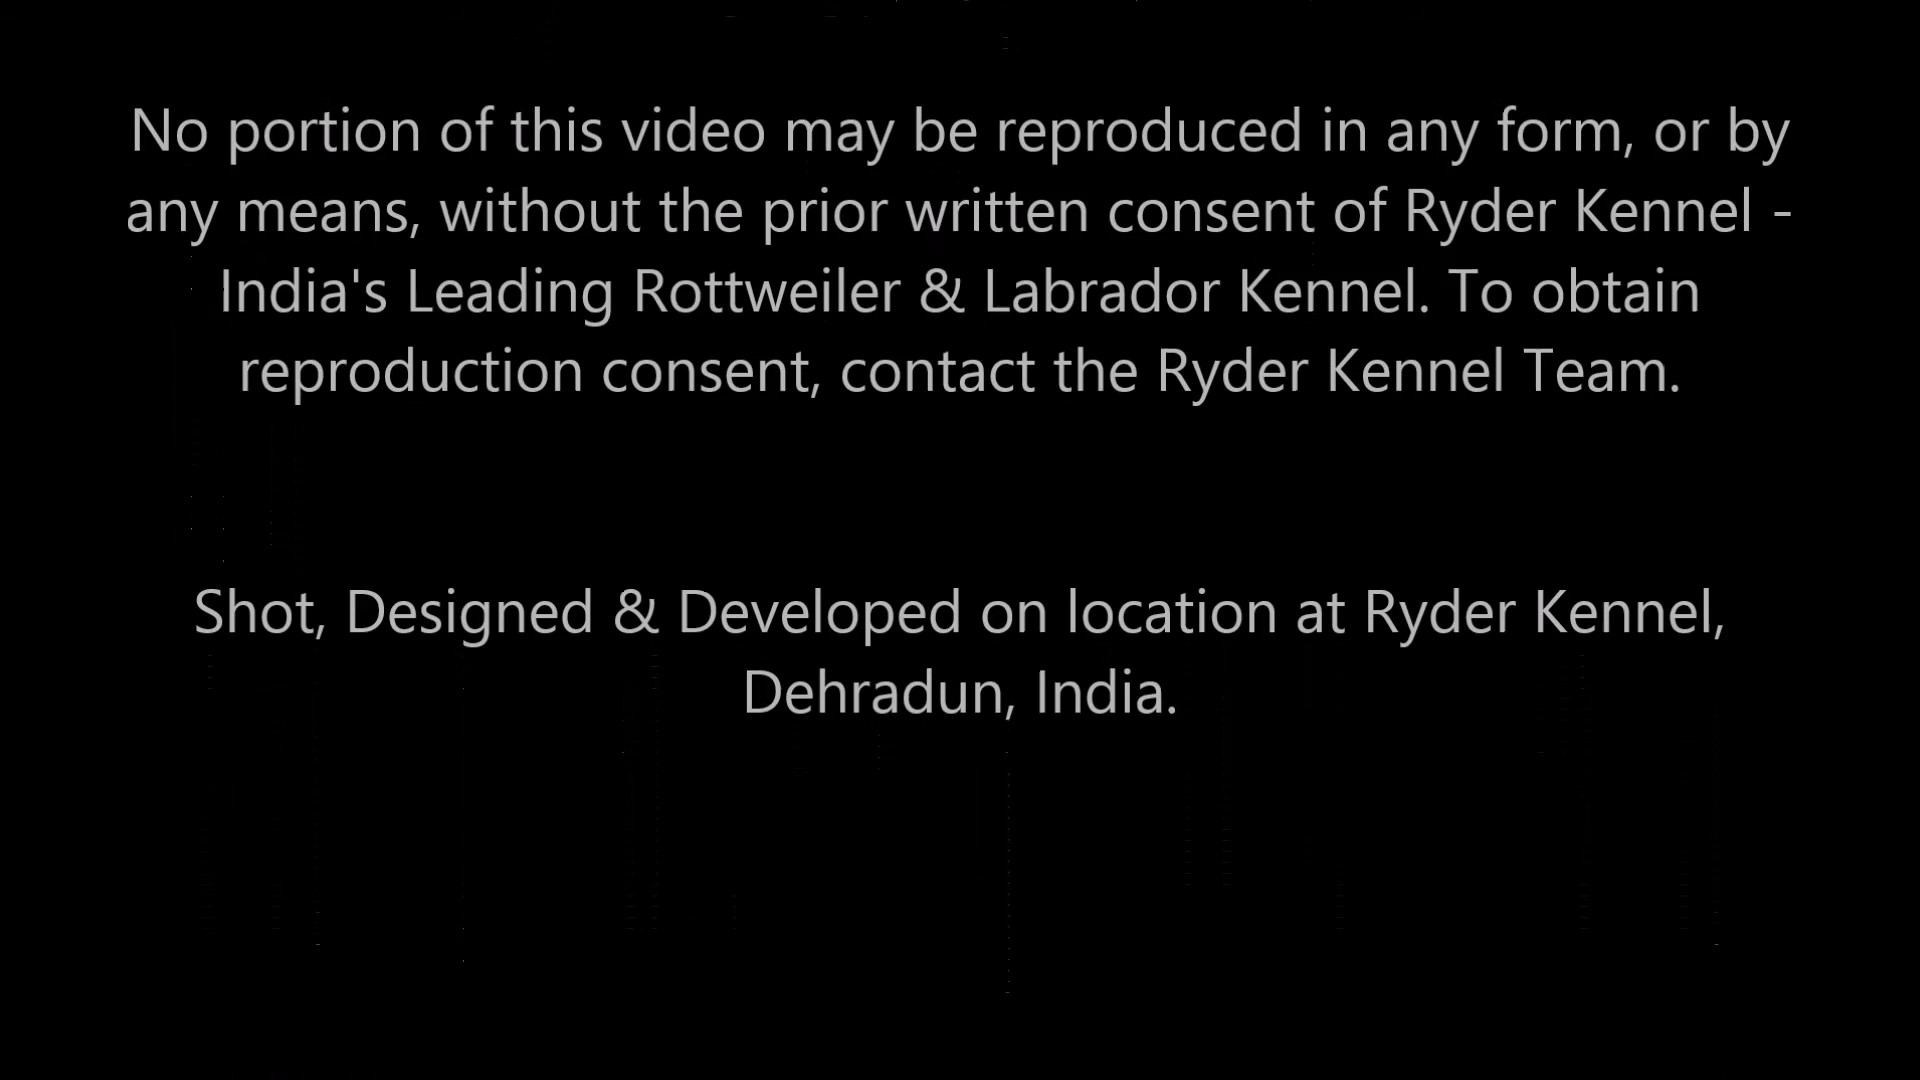 No portion of this video may be reproduced in any form, or by
any means, without the prior written consent of Ryder Kennel -
India's Leading Rottweiler & Labrador Kennel. To obtain
reproduction consent, contact the Ryder Kennel Team.
Shot, Designed & Developed on location at Ryder Kennel,
Dehradun, India.